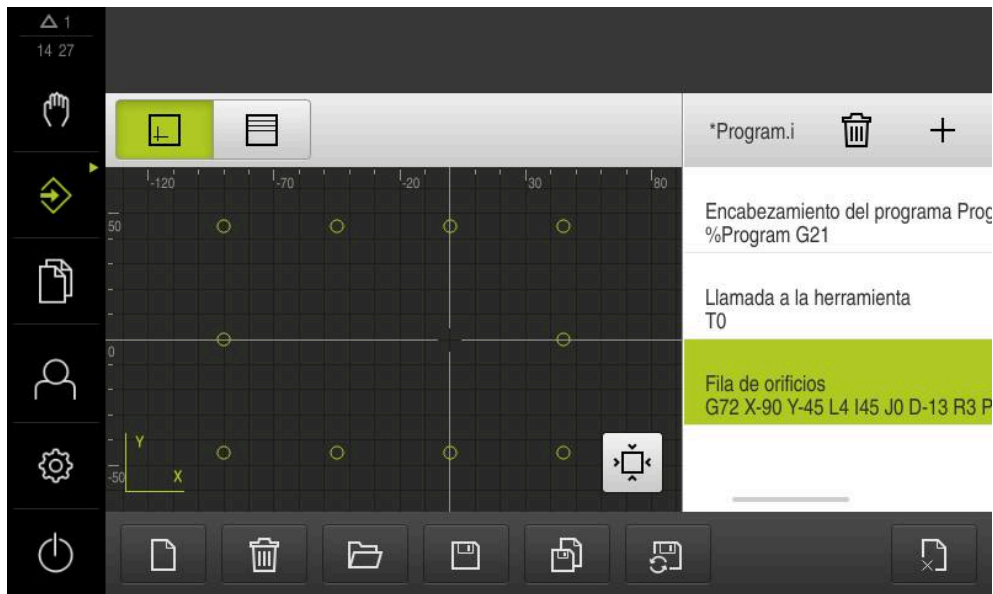 1
14 27
*Program.i
-120
-70
-20
30
80
50
0
-50
Y
X
Encabezamiento del programa Prog
%Program G21
Llamada a la herramienta
T0
Fila de orificios
G72 X-90 Y-45 L4 I45 J0 D-13 R3 P